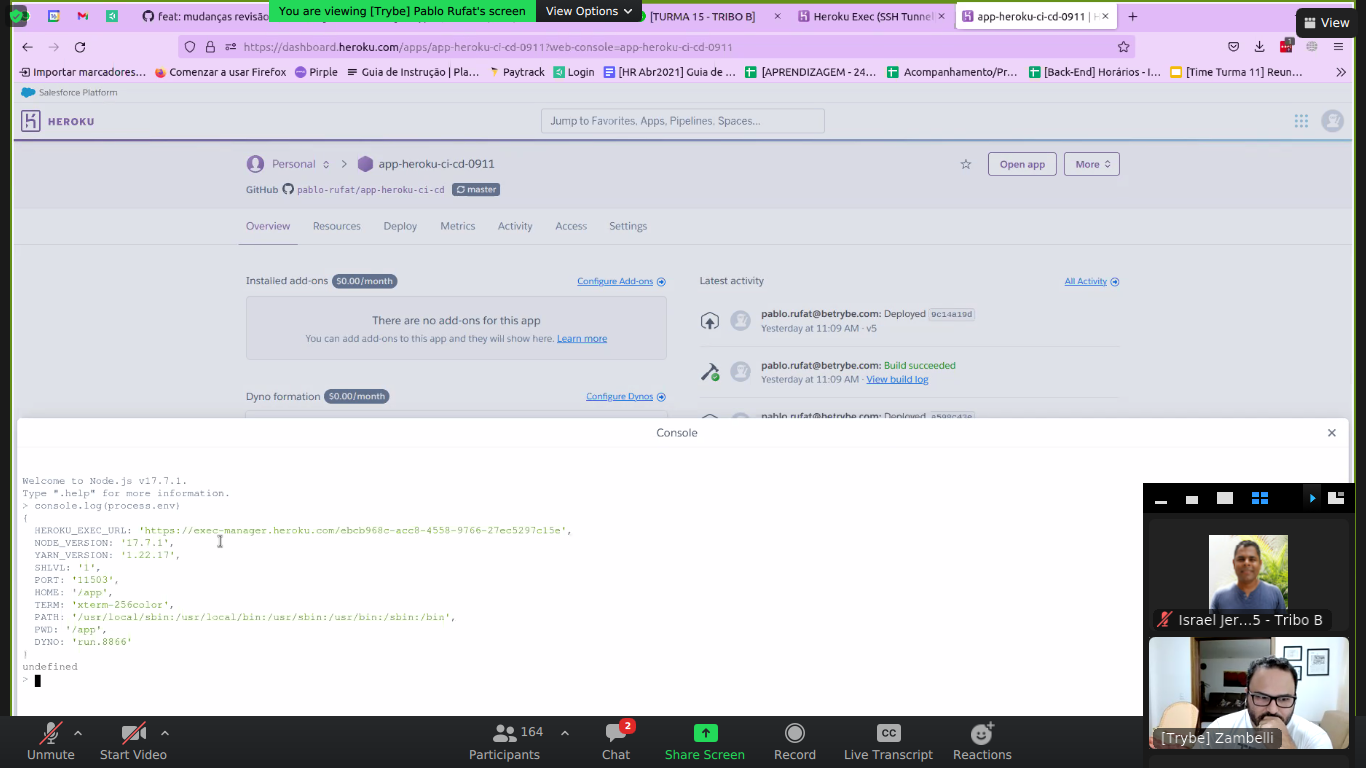 You are viewing [Trybe] Pablo Rufat's screen
View Options
feat: mudanças revisão
[TURMA 15 - TRIBO B]
Heroku Exec (SSH Tunnel
app-heroku-ci-cd-0911 | H
View
https://dashboard.heroku.com/apps/app-heroku-ci-cd-0911?web-console=app-heroku-ci-cd-0911
Importar marcadores...
Comenzar a usar Firefox
Pirple
Guia de Instrução | Pla...
Paytrack
Login
[HR Abr2021] Guia de ...
[APRENDIZAGEM - 24...
Acompanhamento/Pr...
[Back-End] Horários - I...
[Time Turma 11] Reun...
Salesforce Platform
HEROKU
Jump to Favorites, Apps, Pipelines, Spaces...
Personal
app-heroku-ci-cd-0911
Open app
More
GitHub pablo-rufat/app-heroku-ci-cd master
Overview
Resources
Deploy
Metrics
Activity
Access
Settings
Installed add-ons $0.00/month
Configure Add-ons
There are no add-ons for this app
You can add add-ons to this app and they will show here. Learn more
Dyno formation $0.00/month
Configure Dynos
Latest activity
All Activity
pablo.rufat@betrybe.com: Deployed 9c14a19d
Yesterday at 11:09 AM · v5
pablo.rufat@betrybe.com: Build succeeded
Yesterday at 11:09 AM · View build log
pablo.rufat@betrybe.com: Deployed
Console
Welcome to Node.js v17.7.1.
Type ".help" for more information.
> console.log(process.env)
{
HEROKU_EXEC_URL: 'https://exec-manager.heroku.com/ebcb968c-acc8-4558-9766-27ec5297c15e',
NODE_VERSION: '17.7.1',
YARN_VERSION: '1.22.17',
SHLVL: '1',
PORT: '11503',
HOME: '/app',
TERM: 'xterm-256color',
PATH: '/usr/local/sbin:/usr/local/bin:/usr/sbin:/usr/bin:/sbin:/bin',
PWD: '/app',
DYNO: 'run.8866'
}
undefined
>
Israel Jer...5 - Tribo B
[Trybe] Zambelli
Unmute
Start Video
164
Participants
2
Chat
Share Screen
Record
CC
Live Transcript
Reactions